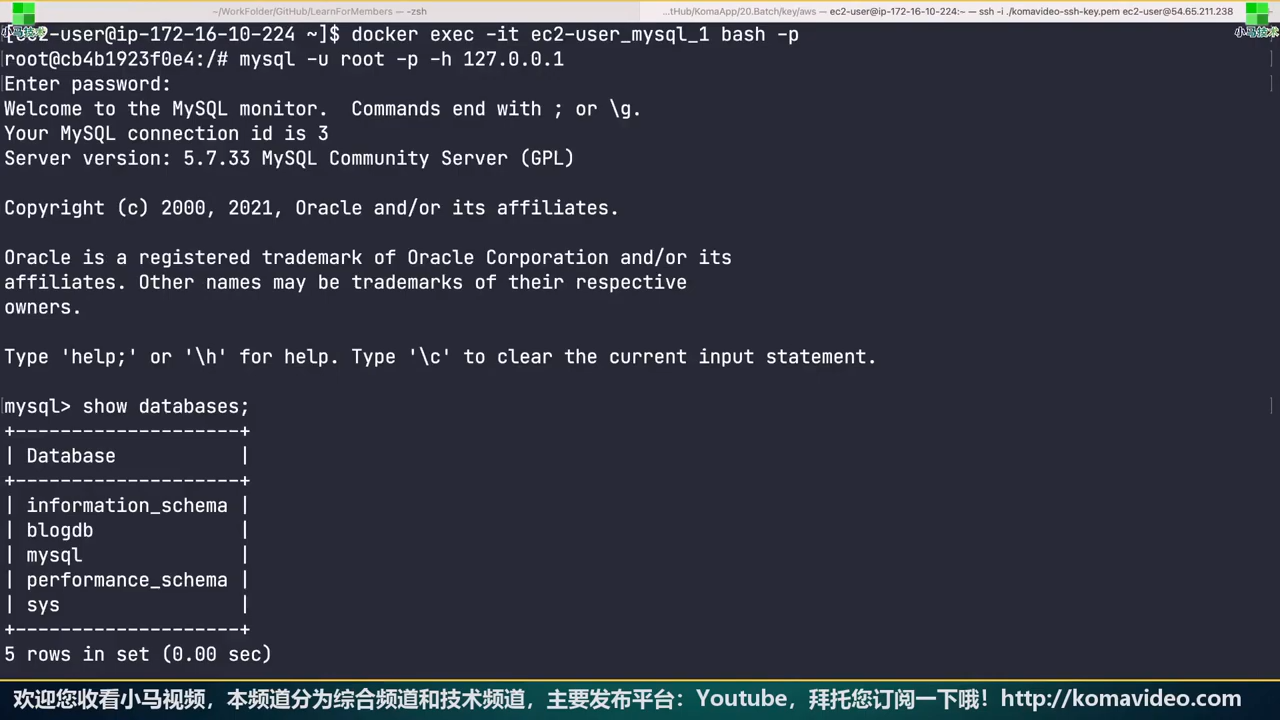 ~/WorkFolder/GitHub/LearnForMembers — -zsh
...tHub/KomaApp/20.Batch/key/aws — ec2-user@ip-172-16-10-224:~ — ssh -i ./komavideo-ssh-key.pem ec2-user@54.65.211.238
小马技术
小马技术
[ec2-user@ip-172-16-10-224 ~]$ docker exec -it ec2-user_mysql_1 bash -p
root@cb4b1923f0e4:/# mysql -u root -p -h 127.0.0.1
Enter password:
Welcome to the MySQL monitor.  Commands end with ; or \g.
Your MySQL connection id is 3
Server version: 5.7.33 MySQL Community Server (GPL)
Copyright (c) 2000, 2021, Oracle and/or its affiliates.
Oracle is a registered trademark of Oracle Corporation and/or its
affiliates. Other names may be trademarks of their respective
owners.
Type 'help;' or '\h' for help. Type '\c' to clear the current input statement.
mysql> show databases;
+--------------------+
| Database           |
+--------------------+
| information_schema |
| blogdb             |
| mysql              |
| performance_schema |
| sys                |
+--------------------+
5 rows in set (0.00 sec)
欢迎您收看小马视频，本频道分为综合频道和技术频道，主要发布平台：Youtube，拜托您订阅一下哦！http://komavideo.com